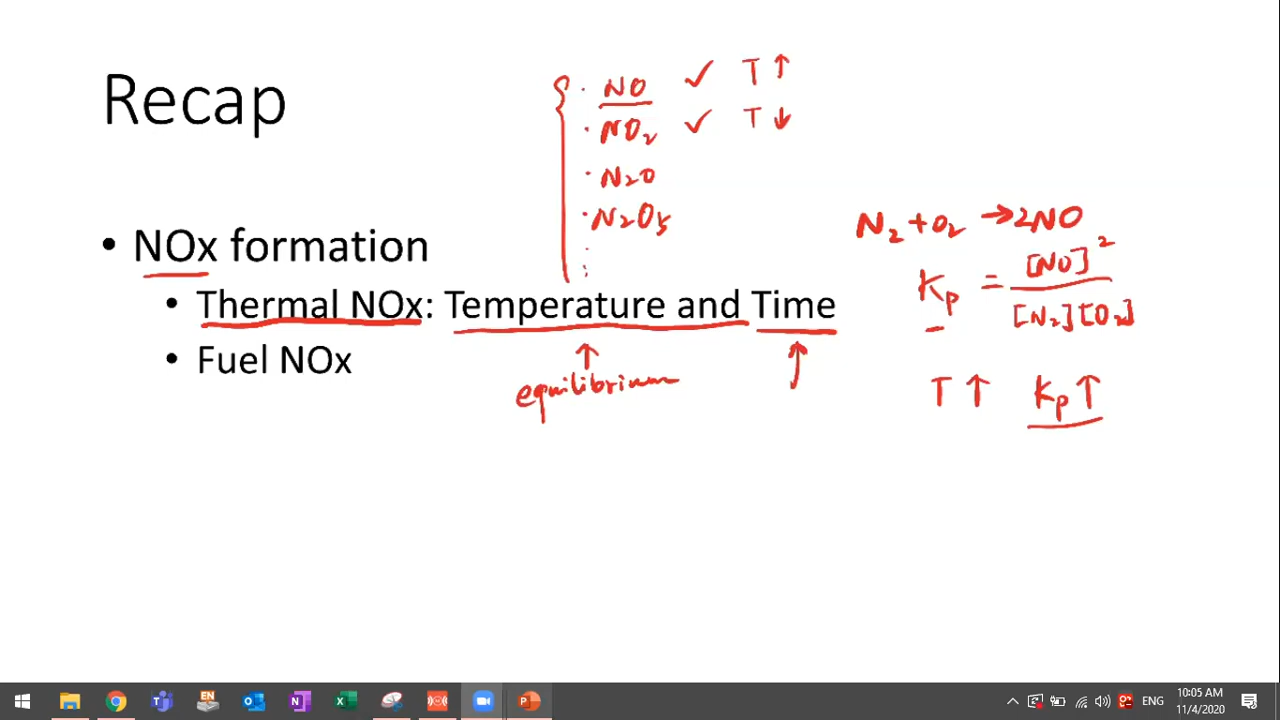 Recap
· NO ✓ T ↑
· NO₂ ✓ T ↓
· N₂O
· N₂O₅
• NOx formation
• Thermal NOx: Temperature and Time
• Fuel NOx
↑
equilibrium
↑
N₂ + O₂ → 2NO
Kp = [NO]² / [N₂][O₂]
T ↑ Kp ↑
EN
ENG
10:05 AM
11/4/2020